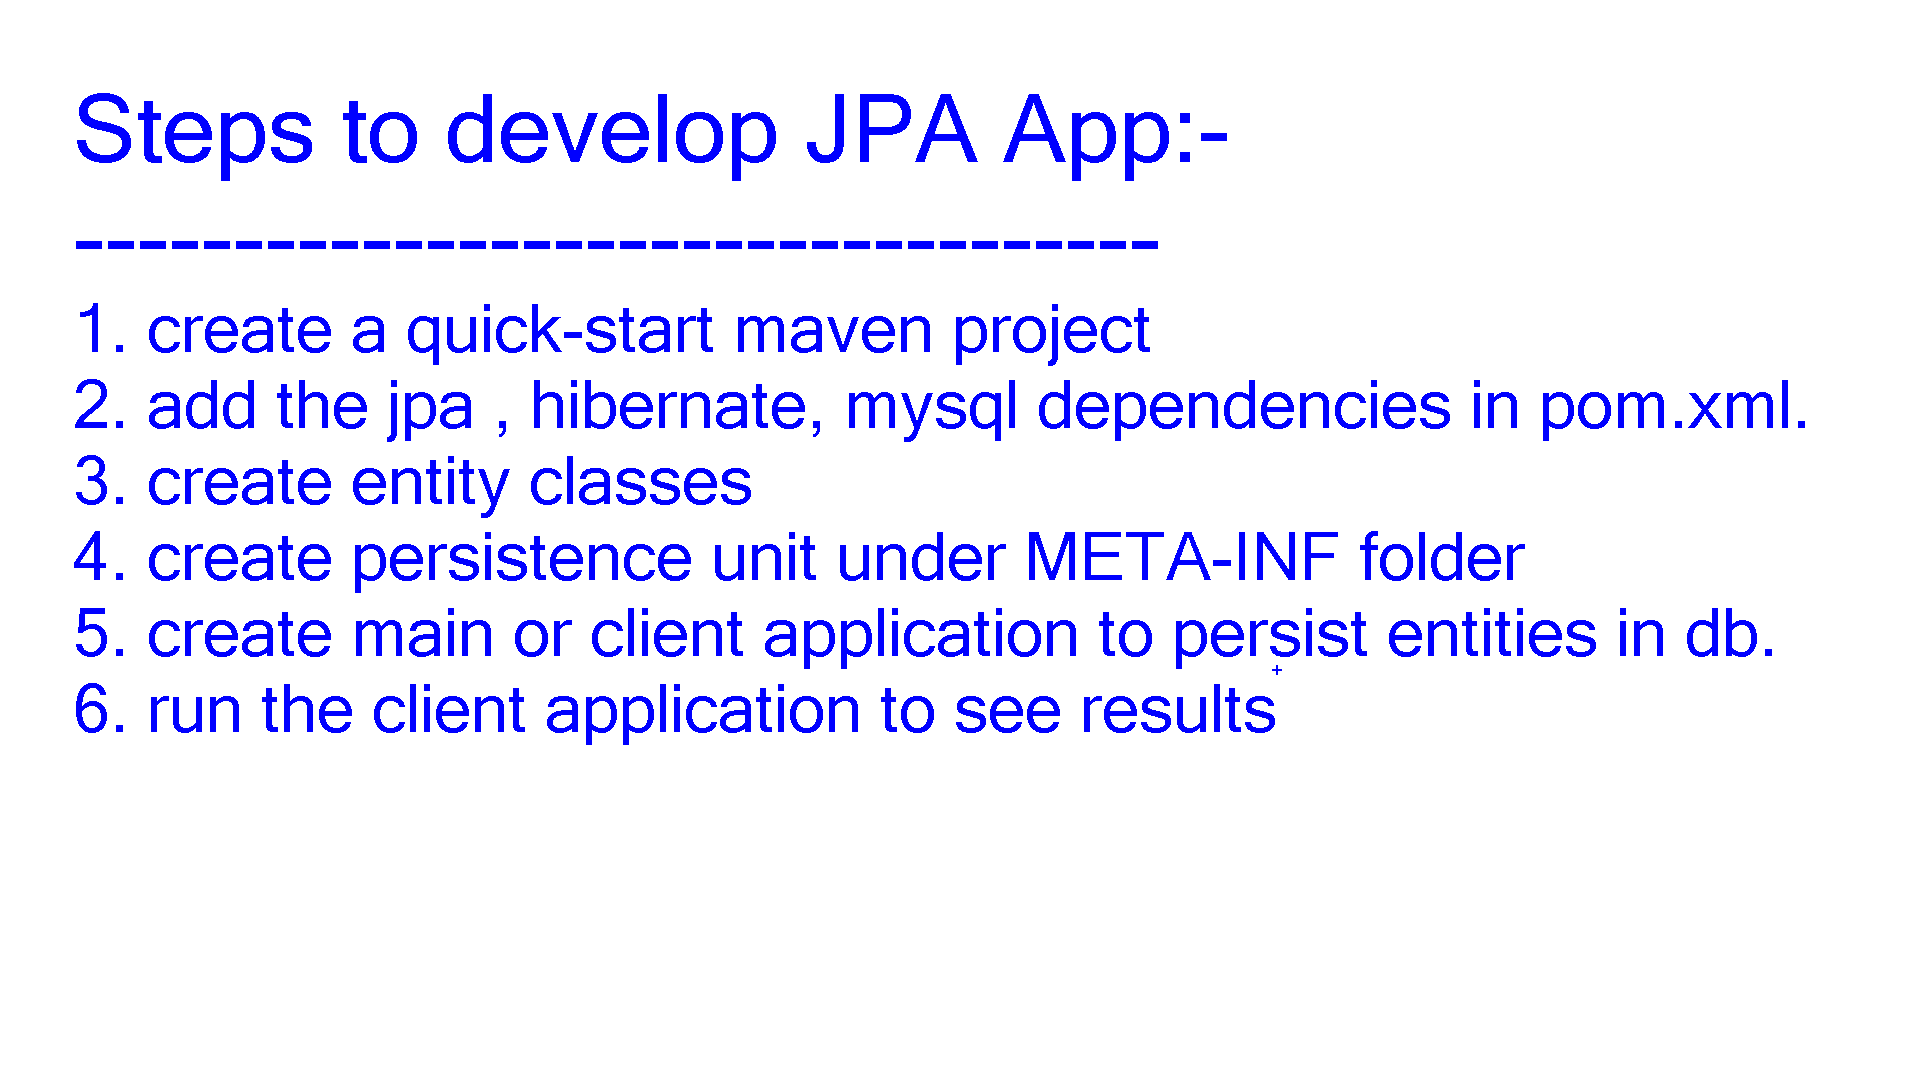 Steps to develop JPA App:-
----------------------------------
1. create a quick-start maven project
2. add the jpa , hibernate, mysql dependencies in pom.xml.
3. create entity classes
4. create persistence unit under META-INF folder
5. create main or client application to persist entities in db.
6. run the client application to see results